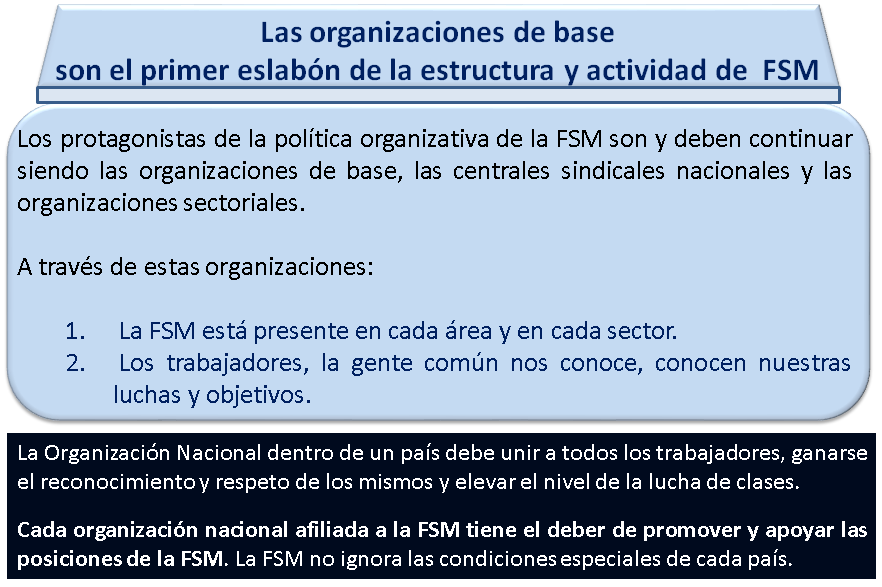 Las organizaciones de base
son el primer eslabón de la estructura y actividad de FSM
Los protagonistas de la política organizativa de la FSM son y deben continuar
siendo las organizaciones de base, las centrales sindicales nacionales y las
organizaciones sectoriales.
A través de estas organizaciones:
1. La FSM está presente en cada área y en cada sector.
2. Los trabajadores, la gente común nos conoce, conocen nuestras
luchas y objetivos.
La Organización Nacional dentro de un país debe unir a todos los trabajadores, ganarse
el reconocimiento y respeto de los mismos y elevar el nivel de la lucha de clases.
Cada organización nacional afiliada a la FSM tiene el deber de promover y apoyar las
posiciones de la FSM. La FSM no ignora las condiciones especiales de cada país.